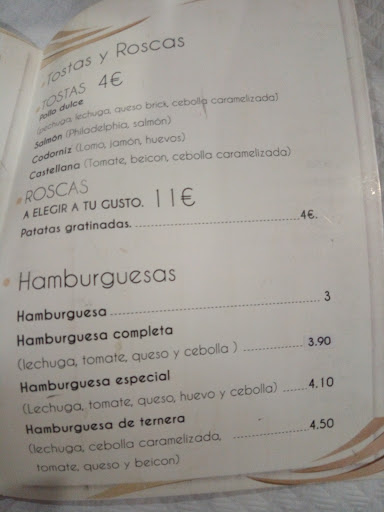 Tostas y Roscas
TOSTAS 4€
Pollo dulce
(pechuga, lechuga, queso brick, cebolla caramelizada)
Salmón (Philadelphia, salmón)
Codorniz (Lomo, jamón, huevos)
Castellana (Tomate, beicon, cebolla caramelizada)
ROSCAS
A ELEGIR A TU GUSTO. 11€
Patatas gratinadas. 4€.
Hamburguesas
Hamburguesa 3
Hamburguesa completa
(lechuga, tomate, queso y cebolla ) 3.90
Hamburguesa especial
(Lechuga, tomate, queso, huevo y cebolla) 4.10
Hamburguesa de ternera
(lechuga, cebolla caramelizada, 4.50
tomate, queso y beicon)